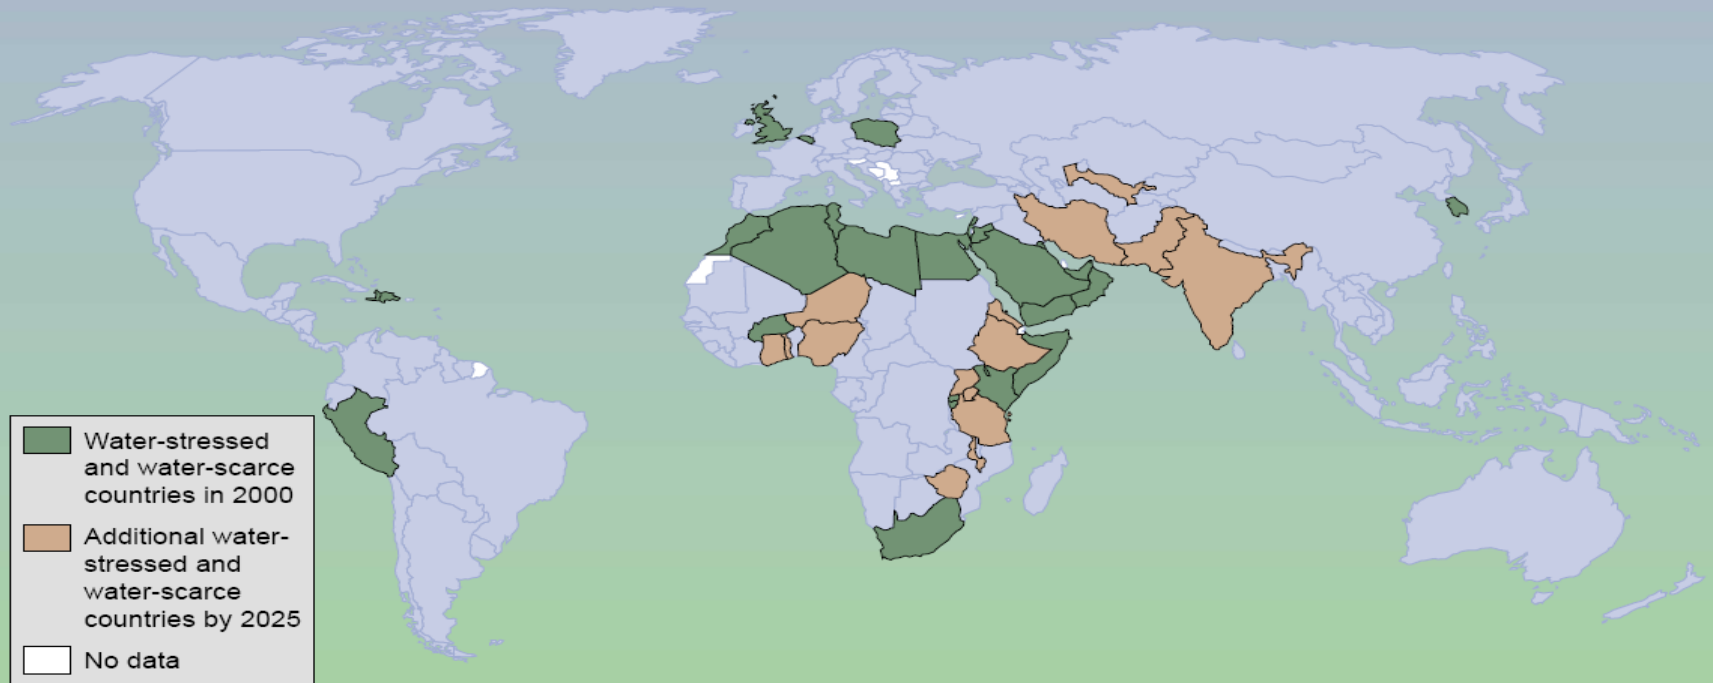 Water-stressed
and water-scarce
countries in 2000
Additional water-
stressed and
water-scarce
countries by 2025
No data